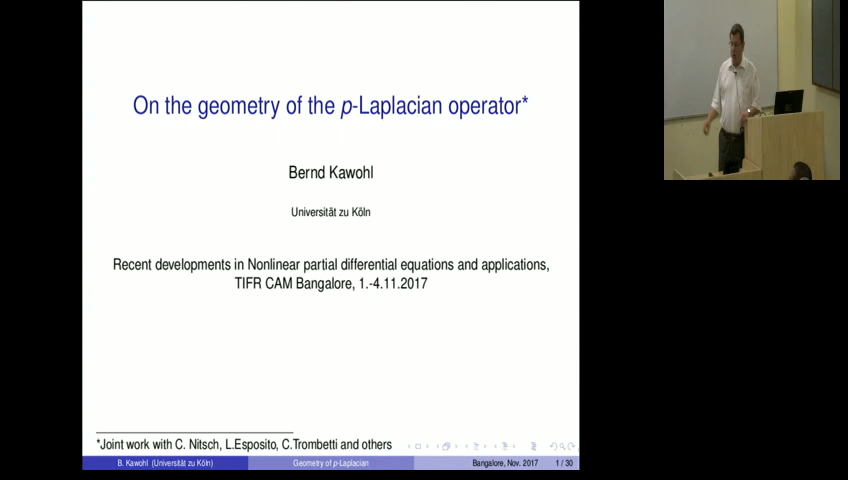 On the geometry of the p-Laplacian operator*
Bernd Kawohl
Universität zu Köln
Recent developments in Nonlinear partial differential equations and applications,
TIFR CAM Bangalore, 1.-4.11.2017
*Joint work with C. Nitsch, L.Esposito, C.Trombetti and others
B. Kawohl (Universität zu Köln) Geometry of p-Laplacian Bangalore, Nov. 2017 1 / 30